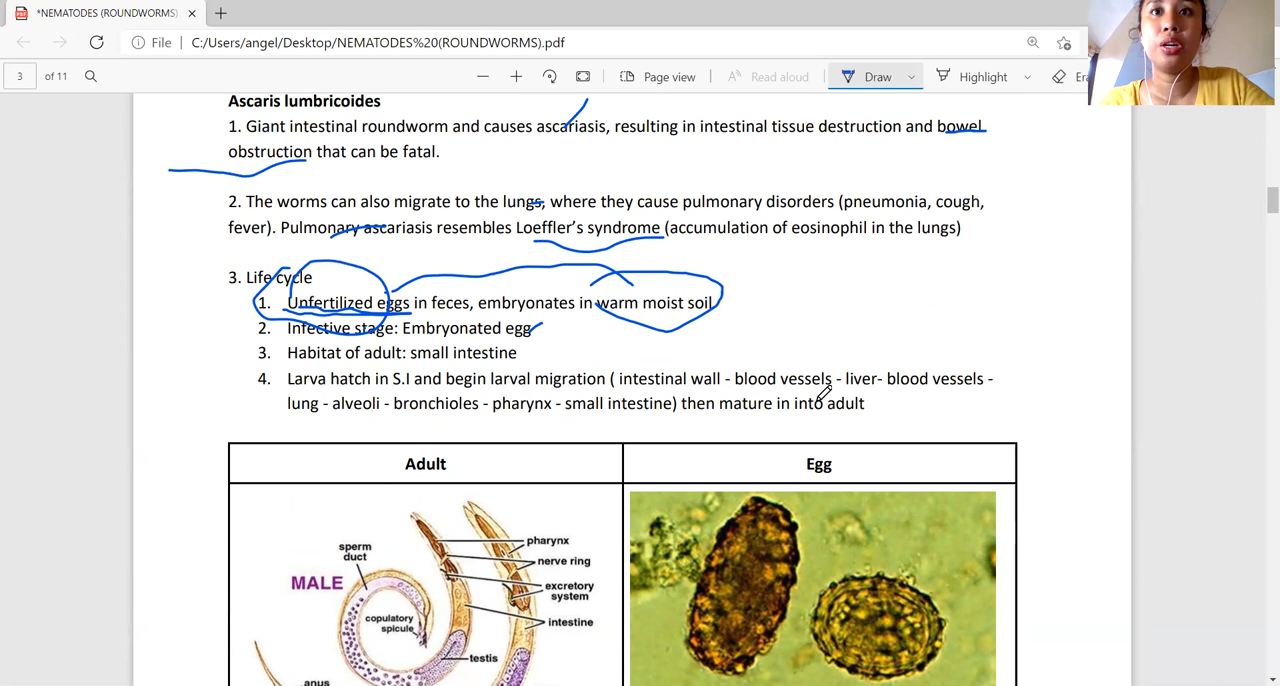 *NEMATODES (ROUNDWORMS)
File
C:/Users/angel/Desktop/NEMATODES%20(ROUNDWORMS).pdf
3 of 11
Page view
Read aloud
Draw
Highlight
Ascaris lumbricoides
1. Giant intestinal roundworm and causes ascariasis, resulting in intestinal tissue destruction and bowel
obstruction that can be fatal.
2. The worms can also migrate to the lungs, where they cause pulmonary disorders (pneumonia, cough,
fever). Pulmonary ascariasis resembles Loeffler's syndrome (accumulation of eosinophil in the lungs)
3. Life cycle
1. Unfertilized eggs in feces, embryonates in warm moist soil
2. Infective stage: Embryonated egg
3. Habitat of adult: small intestine
4. Larva hatch in S.I and begin larval migration ( intestinal wall - blood vessels - liver- blood vessels -
lung - alveoli - bronchioles - pharynx - small intestine) then mature in into adult
Adult
Egg
pharynx
sperm
duct
nerve ring
MALE
excretory
system
copulatory
spicule
intestine
testis
anus